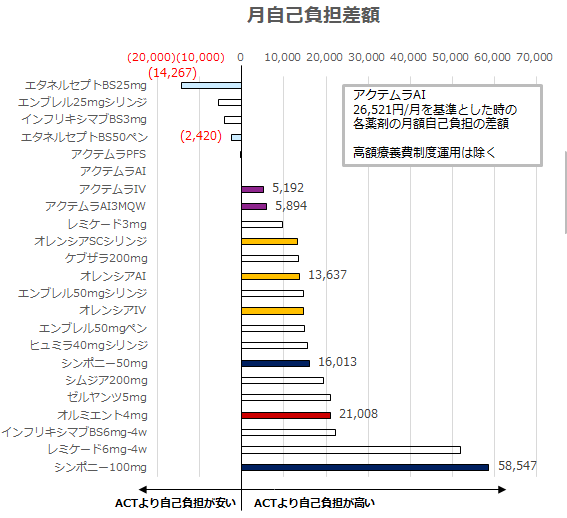 月自己負担差額
(20,000)(10,000) 0 10,000 20,000 30,000 40,000 50,000 60,000 70,000
(14,267)
エタネルセプトBS25mg
エンブレル25mgシリンジ
インフリキシマブBS3mg
エタネルセプトBS50ペン (2,420)
アクテムラPFS
アクテムラAI
アクテムラIV 5,192
アクテムラAI3MQW 5,894
レミケード3mg
オレンシアSCシリンジ
ケブザラ200mg
オレンシアAI 13,637
エンブレル50mgシリンジ
オレンシアIV
エンブレル50mgペン
ヒュミラ40mgシリンジ
シンポニー50mg 16,013
シムジア200mg
ゼルヤンツ5mg
オルミエント4mg 21,008
インフリキシマブBS6mg-4w
レミケード6mg-4w
シンポニー100mg 58,547
アクテムラAI
26,521円/月を基準とした時の
各薬剤の月額自己負担の差額
高額療養費制度運用は除く
ACTより自己負担が安い ACTより自己負担が高い